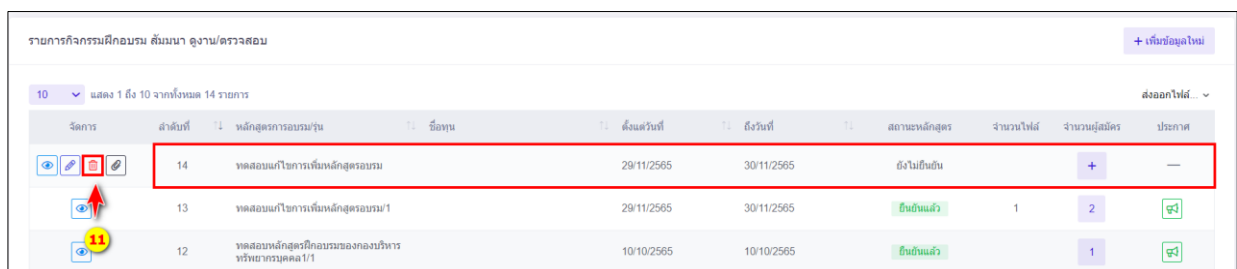 รายการกิจกรรมฝึกอบรม สัมมนา ดูงาน/ตรวจสอบ
+ เพิ่มข้อมูลใหม่
10 แสดง 1 ถึง 10 จากทั้งหมด 14 รายการ ส่งออกไฟล์...
จัดการ ลำดับที่ หลักสูตรการอบรม/รุ่น ชื่อทุน ตั้งแต่วันที่ ถึงวันที่ สถานะหลักสูตร จำนวนไฟล์ จำนวนผู้สมัคร ประกาศ
14 ทดสอบแก้ไขการเพิ่มหลักสูตรอบรม 29/11/2565 30/11/2565 ยังไม่ยืนยัน + —
13 ทดสอบแก้ไขการเพิ่มหลักสูตรอบรม/1 29/11/2565 30/11/2565 ยืนยันแล้ว 1 2
11
12 ทดสอบหลักสูตรฝึกอบรมของกองบริหาร
ทรัพยากรบุคคล1/1 10/10/2565 10/10/2565 ยืนยันแล้ว 1